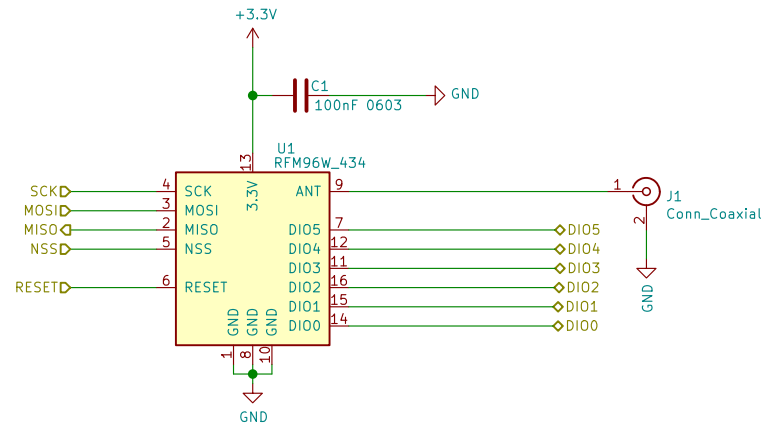 +3.3V
C1
100nF 0603
GND
U1
RFM96W_434
13
3.3V
SCK 4 SCK
MOSI 3 MOSI
MISO 2 MISO
NSS 5 NSS
RESET 6 RESET
ANT 9
1
J1
Conn_Coaxial
2
GND
DIO5 7 DIO5
DIO4 12 DIO4
DIO3 11 DIO3
DIO2 16 DIO2
DIO1 15 DIO1
DIO0 14 DIO0
GND GND GND
1 8 10
GND